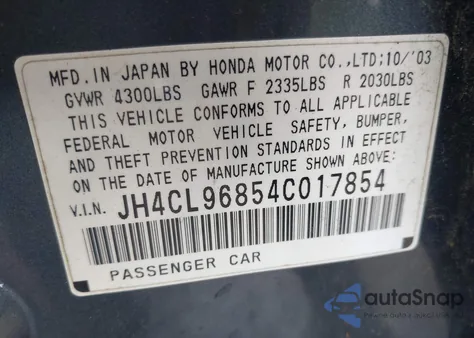 MFD. IN JAPAN BY HONDA MOTOR CO.,LTD; 10/'03
GVWR 4300LBS GAWR F 2335LBS R 2030LBS
THIS VEHICLE CONFORMS TO ALL APPLICABLE
FEDERAL MOTOR VEHICLE SAFETY, BUMPER,
AND THEFT PREVENTION STANDARDS IN EFFECT
ON THE DATE OF MANUFACTURE SHOWN ABOVE:
V.I.N. JH4CL96854C017854
PASSENGER CAR
autoSnap